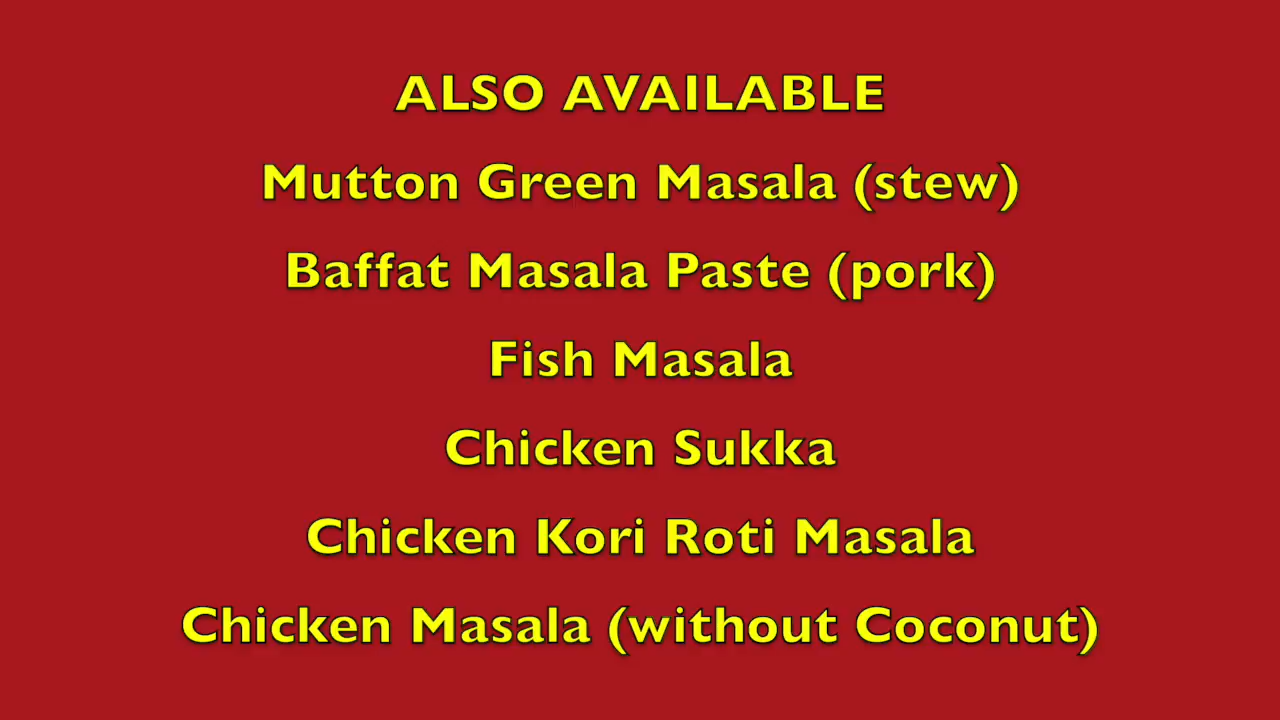 ALSO AVAILABLE
Mutton Green Masala (stew)
Baffat Masala Paste (pork)
Fish Masala
Chicken Sukka
Chicken Kori Roti Masala
Chicken Masala (without Coconut)